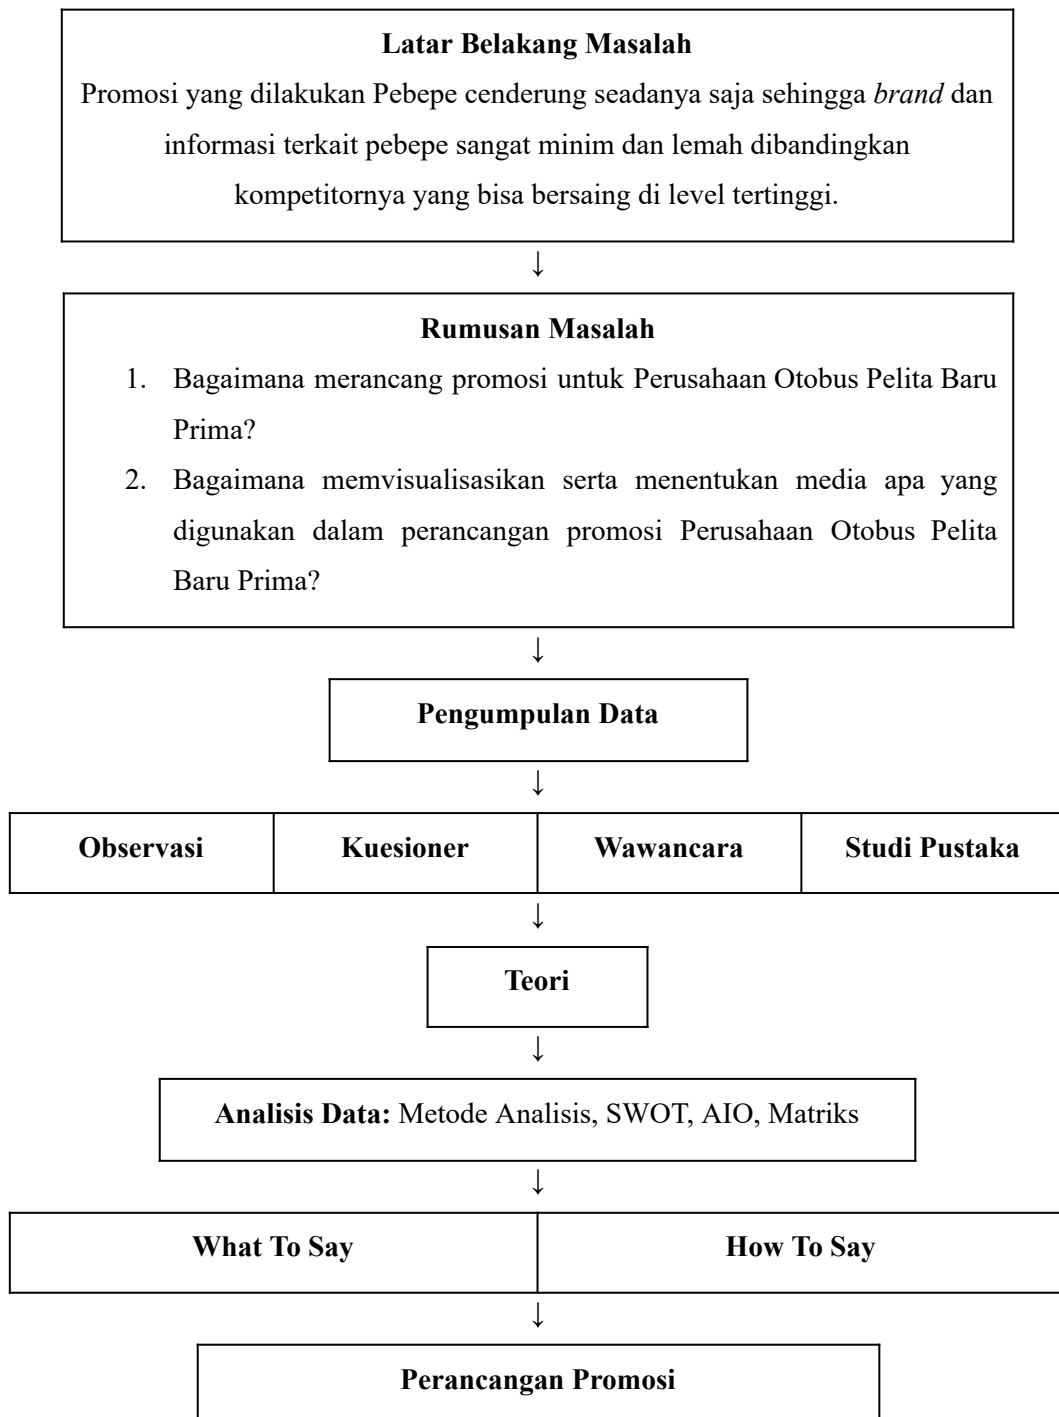 Latar Belakang Masalah
Promosi yang dilakukan Pebepe cenderung seadanya saja sehingga brand dan
informasi terkait pebepe sangat minim dan lemah dibandingkan
kompetitornya yang bisa bersaing di level tertinggi.
↓
Rumusan Masalah
1. Bagaimana merancang promosi untuk Perusahaan Otobus Pelita Baru
Prima?
2. Bagaimana memvisualisasikan serta menentukan media apa yang
digunakan dalam perancangan promosi Perusahaan Otobus Pelita
Baru Prima?
↓
Pengumpulan Data
↓
Observasi Kuesioner Wawancara Studi Pustaka
↓
Teori
↓
Analisis Data: Metode Analisis, SWOT, AIO, Matriks
↓
What To Say How To Say
↓
Perancangan Promosi